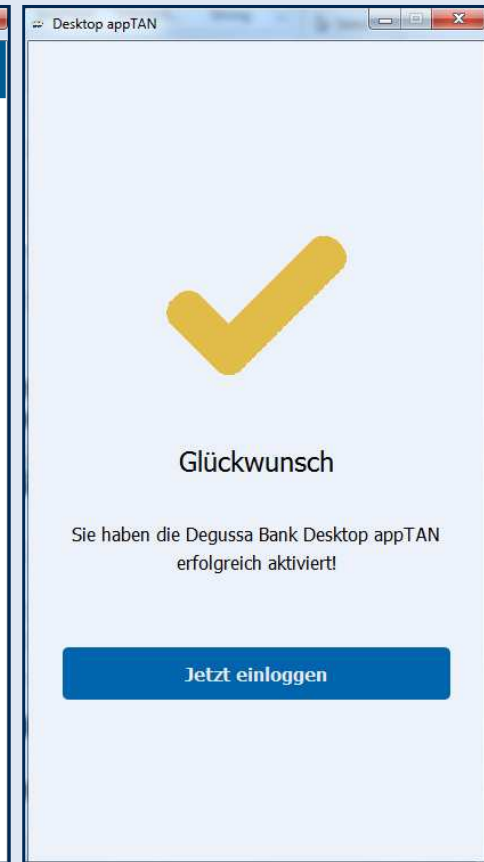 Desktop appTAN
Glückwunsch
Sie haben die Degussa Bank Desktop appTAN
erfolgreich aktiviert!
Jetzt einloggen